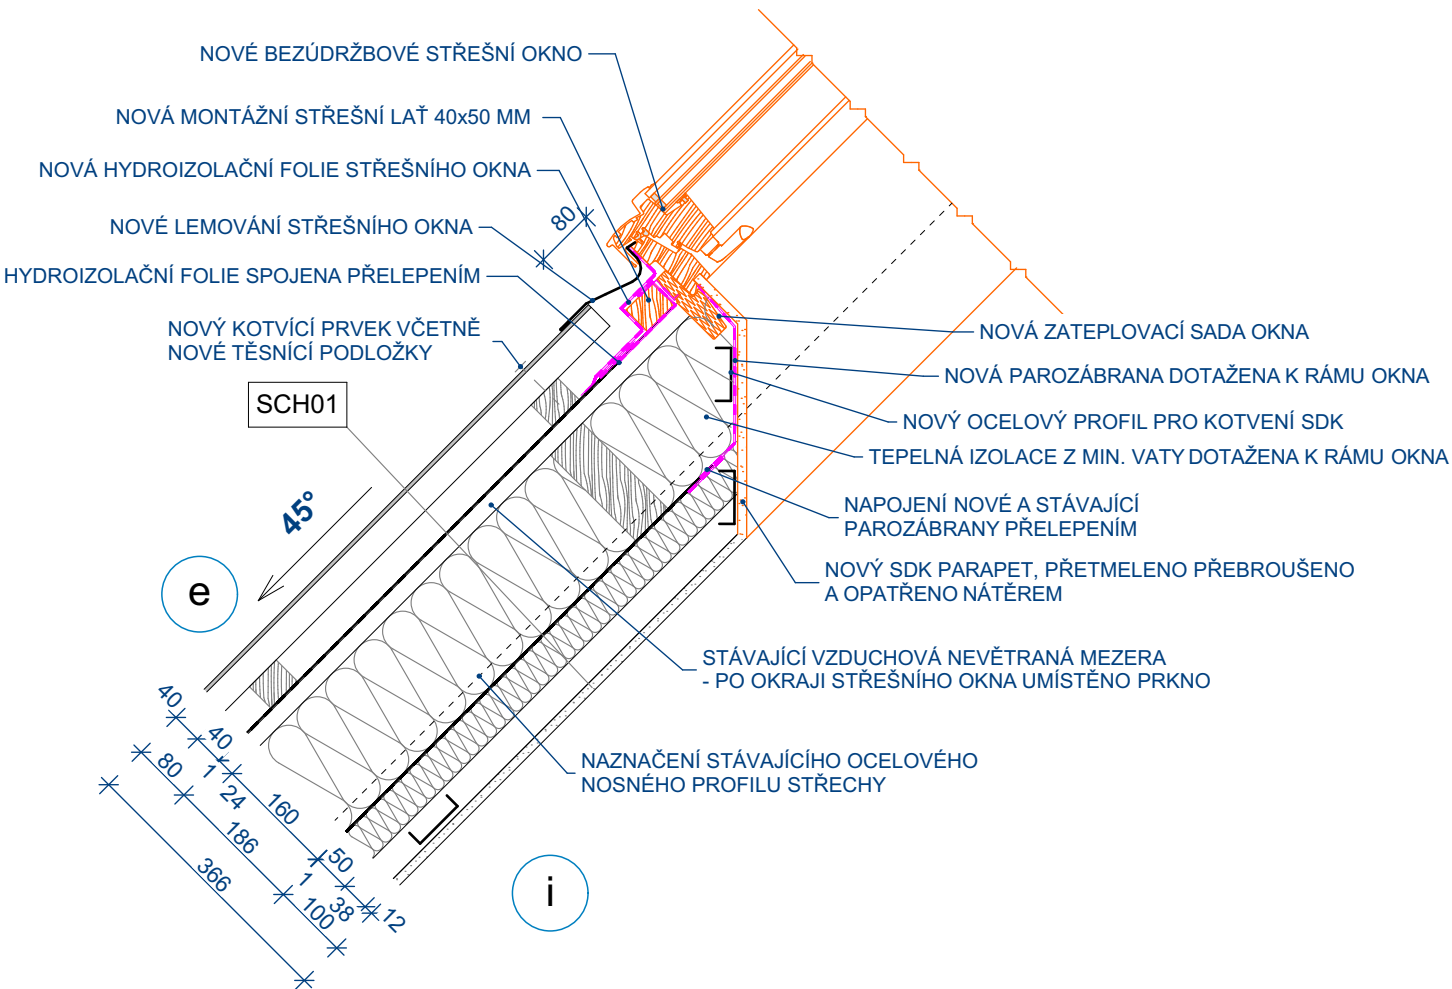 NOVÉ BEZÚDRŽBOVÉ STŘEŠNÍ OKNO
NOVÁ MONTÁŽNÍ STŘEŠNÍ LAŤ 40x50 MM
NOVÁ HYDROIZOLAČNÍ FOLIE STŘEŠNÍHO OKNA
80
NOVÉ LEMOVÁNÍ STŘEŠNÍHO OKNA
HYDROIZOLAČNÍ FOLIE SPOJENA PŘELEPENÍM
NOVÝ KOTVÍCÍ PRVEK VČETNĚ
NOVÉ TĚSNÍCÍ PODLOŽKY
SCH01
NOVÁ ZATEPLOVACÍ SADA OKNA
NOVÁ PAROZÁBRANA DOTAŽENA K RÁMU OKNA
NOVÝ OCELOVÝ PROFIL PRO KOTVENÍ SDK
TEPELNÁ IZOLACE Z MIN. VATY DOTAŽENA K RÁMU OKNA
NAPOJENÍ NOVÉ A STÁVAJÍCÍ
PAROZÁBRANY PŘELEPENÍM
NOVÝ SDK PARAPET, PŘETMELENO PŘEBROUŠENO
A OPATŘENO NÁTĚREM
45°
e
STÁVAJÍCÍ VZDUCHOVÁ NEVĚTRANÁ MEZERA
- PO OKRAJI STŘEŠNÍHO OKNA UMÍSTĚNO PRKNO
NAZNAČENÍ STÁVAJÍCÍHO OCELOVÉHO
NOSNÉHO PROFILU STŘECHY
i
40
40
1
24
160
50
1
38
12
80
186
100
366